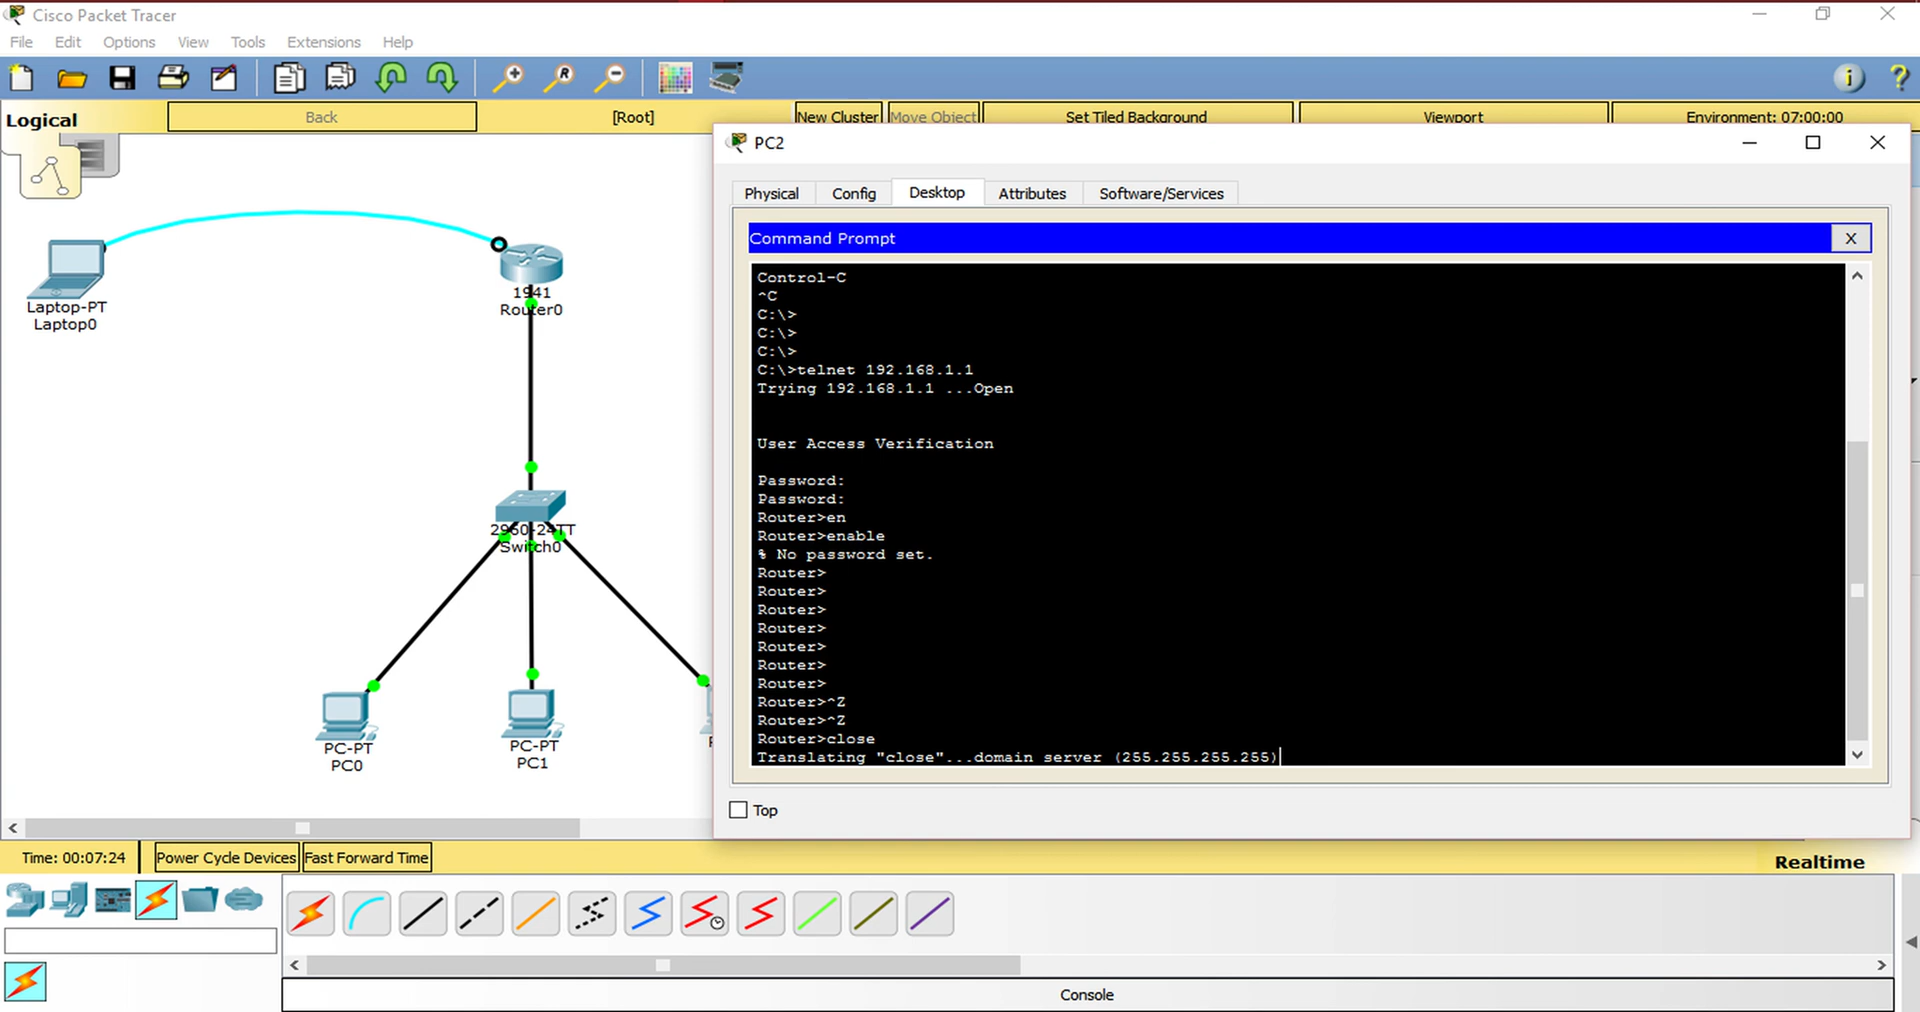 Cisco Packet Tracer
File Edit Options View Tools Extensions Help
Logical
Back
[Root]
New Cluster
Move Object
Set Tiled Background
Viewport
Environment: 07:00:00
PC2
Physical Config Desktop Attributes Software/Services
Command Prompt
X
Control-C
^C
C:\>
C:\>
C:\>
C:\>telnet 192.168.1.1
Trying 192.168.1.1 ...Open
User Access Verification
Password:
Password:
Router>en
Router>enable
% No password set.
Router>
Router>
Router>
Router>
Router>
Router>
Router>
Router>^Z
Router>^Z
Router>close
Translating "close"...domain server (255.255.255.255)
Top
Laptop-PT
Laptop0
1941
Router0
2960-24TT
Switch0
PC-PT
PC0
PC-PT
PC1
Time: 00:07:24
Power Cycle Devices
Fast Forward Time
Realtime
Console